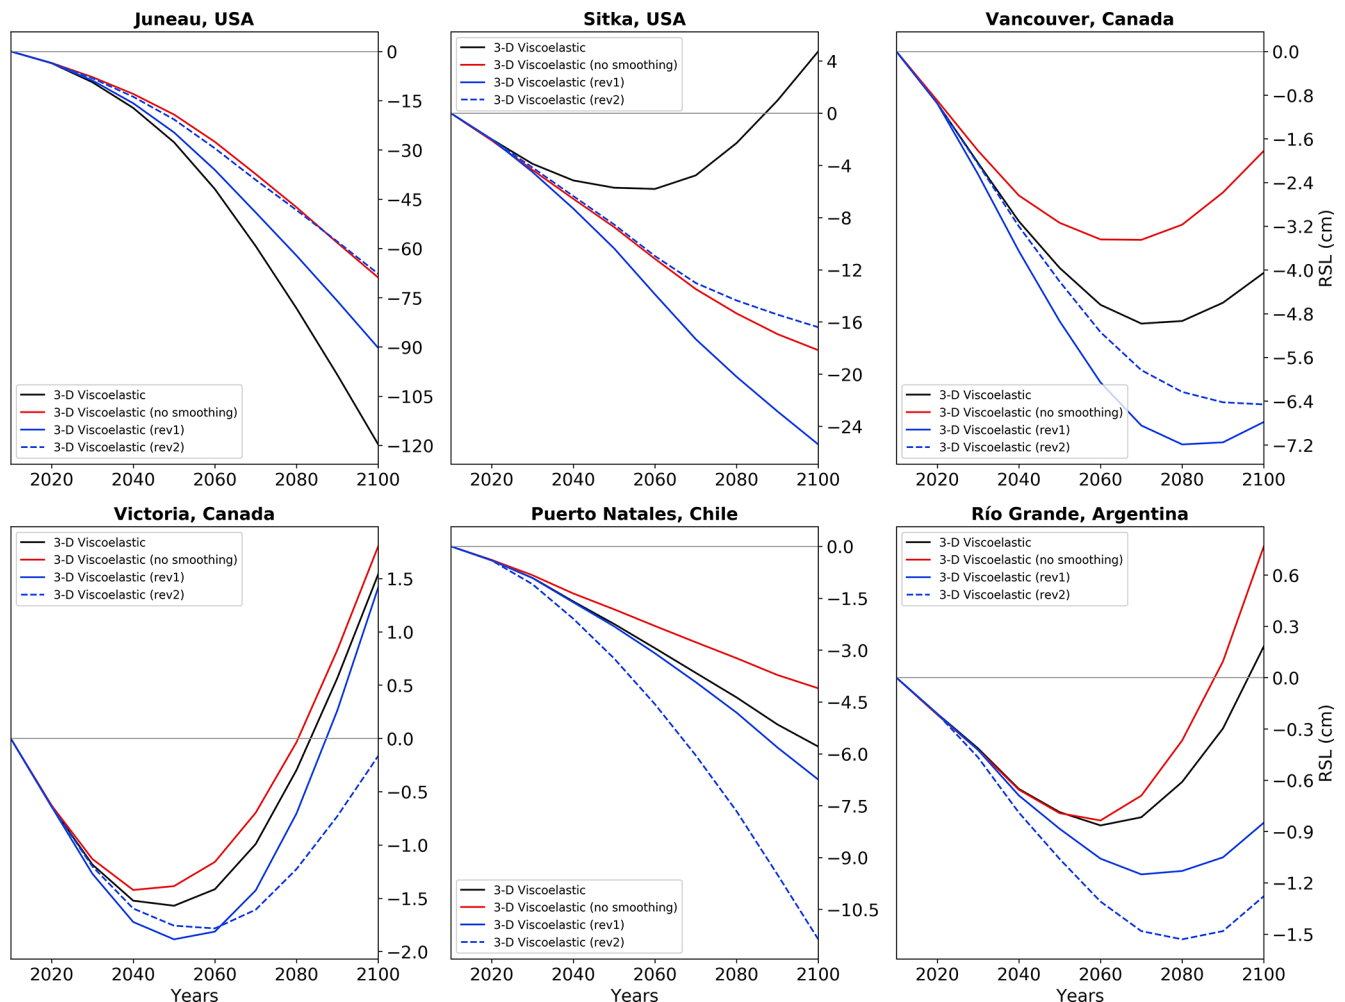 Juneau, USA
0
−15
−30
−45
−60
−75
−90
−105
−120
3-D Viscoelastic
3-D Viscoelastic (no smoothing)
3-D Viscoelastic (rev1)
3-D Viscoelastic (rev2)
2020 2040 2060 2080 2100
Sitka, USA
3-D Viscoelastic
3-D Viscoelastic (no smoothing)
3-D Viscoelastic (rev1)
3-D Viscoelastic (rev2)
4
0
−4
−8
−12
−16
−20
−24
2020 2040 2060 2080 2100
Vancouver, Canada
0.0
−0.8
−1.6
−2.4
−3.2
−4.0
−4.8
−5.6
−6.4
−7.2
RSL (cm)
3-D Viscoelastic
3-D Viscoelastic (no smoothing)
3-D Viscoelastic (rev1)
3-D Viscoelastic (rev2)
2020 2040 2060 2080 2100
Victoria, Canada
3-D Viscoelastic
3-D Viscoelastic (no smoothing)
3-D Viscoelastic (rev1)
3-D Viscoelastic (rev2)
1.5
1.0
0.5
0.0
−0.5
−1.0
−1.5
−2.0
2020 2040 2060 2080 2100
Years
Puerto Natales, Chile
0.0
−1.5
−3.0
−4.5
−6.0
−7.5
−9.0
−10.5
3-D Viscoelastic
3-D Viscoelastic (no smoothing)
3-D Viscoelastic (rev1)
3-D Viscoelastic (rev2)
2020 2040 2060 2080 2100
Years
Río Grande, Argentina
3-D Viscoelastic
3-D Viscoelastic (no smoothing)
3-D Viscoelastic (rev1)
3-D Viscoelastic (rev2)
0.6
0.3
0.0
−0.3
−0.6
−0.9
−1.2
−1.5
RSL (cm)
2020 2040 2060 2080 2100
Years